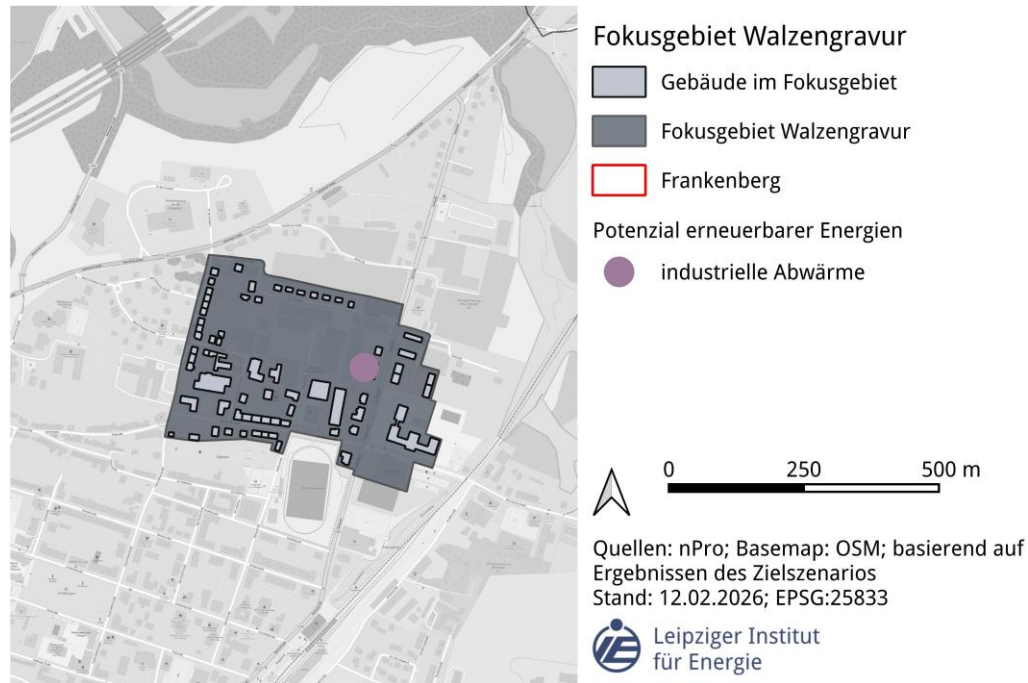 Fokusgebiet Walzengravur
Gebäude im Fokusgebiet
Fokusgebiet Walzengravur
Frankenberg
Potenzial erneuerbarer Energien
industrielle Abwärme
0 250 500 m
Quellen: nPro; Basemap: OSM; basierend auf
Ergebnissen des Zielszenarios
Stand: 12.02.2026; EPSG:25833
Leipziger Institut
für Energie